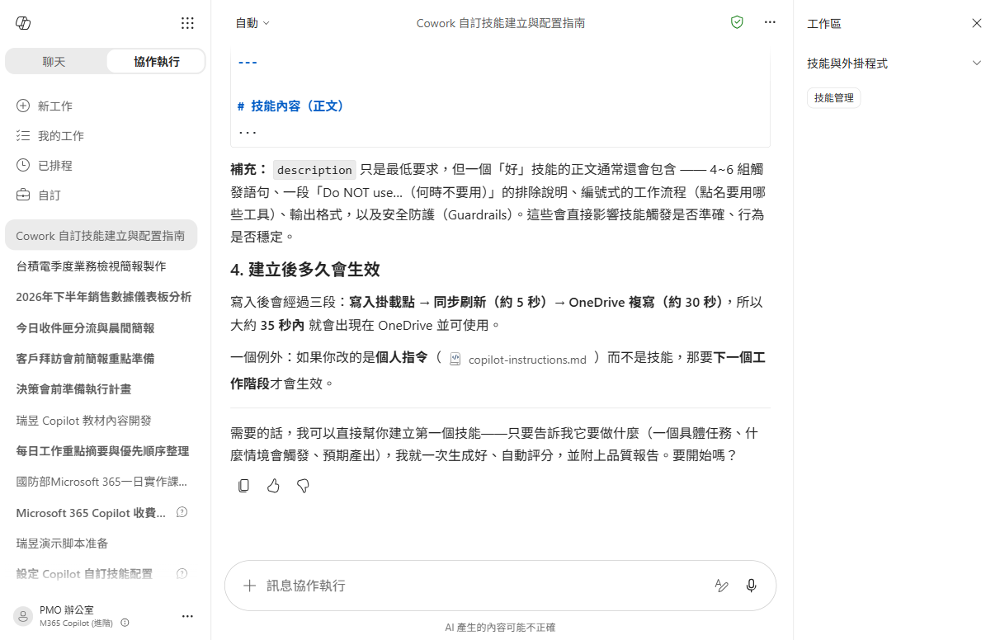 聊天
協作執行
新工作
我的工作
已排程
自訂
Cowork 自訂技能建立與配置指南
台積電季度業務檢視簡報製作
2026年下半年銷售數據儀表板分析
今日收件匣分流與晨間簡報
客戶拜訪會前簡報重點準備
決策會前準備執行計畫
瑞昱 Copilot 教材內容開發
每日工作重點摘要與優先順序整理
國防部Microsoft 365一日實作課...
Microsoft 365 Copilot 收費...
瑞昱演示脚本准备
設定 Copilot 自訂技能配置
PMO 辦公室
M365 Copilot (進階)
自動
Cowork 自訂技能建立與配置指南
---
# 技能內容（正文）
...
補充： description 只是最低要求，但一個「好」技能的正文通常還會包含 —— 4~6 組觸
發語句、一段「Do NOT use...（何時不要用）」的排除說明、編號式的工作流程（點名要用哪
些工具）、輸出格式，以及安全防護（Guardrails）。這些會直接影響技能觸發是否準確、行為
是否穩定。
4. 建立後多久會生效
寫入後會經過三段：寫入掛載點 → 同步刷新（約 5 秒）→ OneDrive 複寫（約 30 秒），所以
大約 35 秒內 就會出現在 OneDrive 並可使用。
一個例外：如果你改的是個人指令（ copilot-instructions.md ）而不是技能，那要下一個工
作階段才會生效。
需要的話，我可以直接幫你建立第一個技能——只要告訴我它要做什麼（一個具體任務、什
麼情境會觸發、預期產出），我就一次生成好、自動評分，並附上品質報告。要開始嗎？
訊息協作執行
AI 產生的內容可能不正確
工作區
技能與外掛程式
技能管理